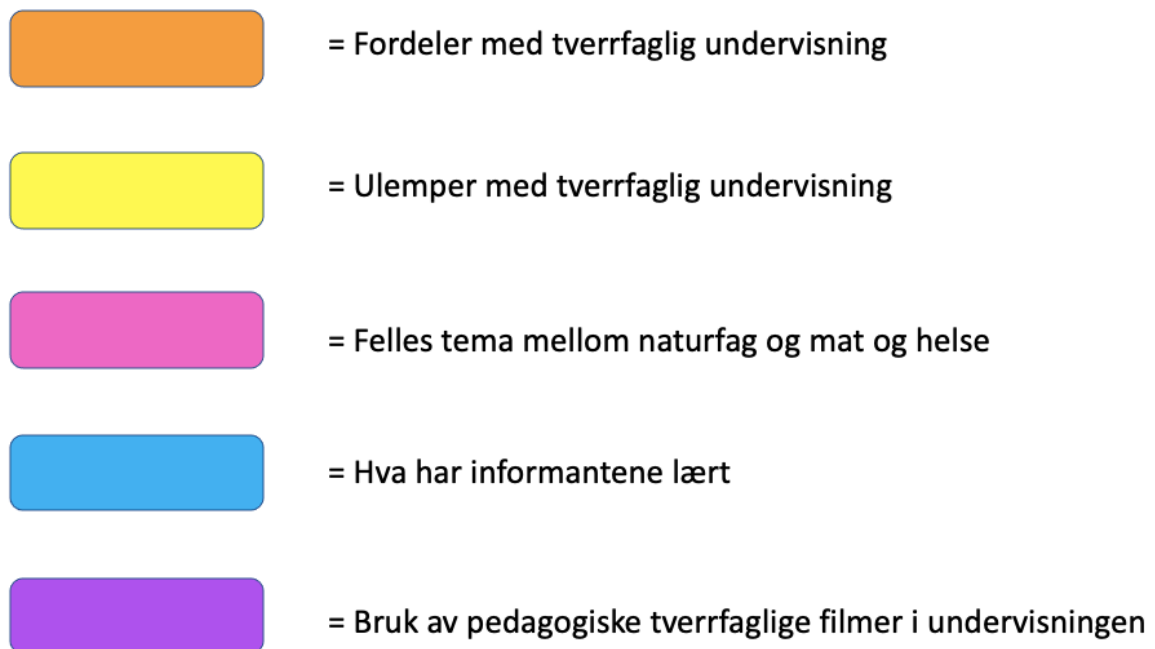 = Fordeler med tverrfaglig undervisning
= Ulemper med tverrfaglig undervisning
= Felles tema mellom naturfag og mat og helse
= Hva har informantene lært
= Bruk av pedagogiske tverrfaglige filmer i undervisningen